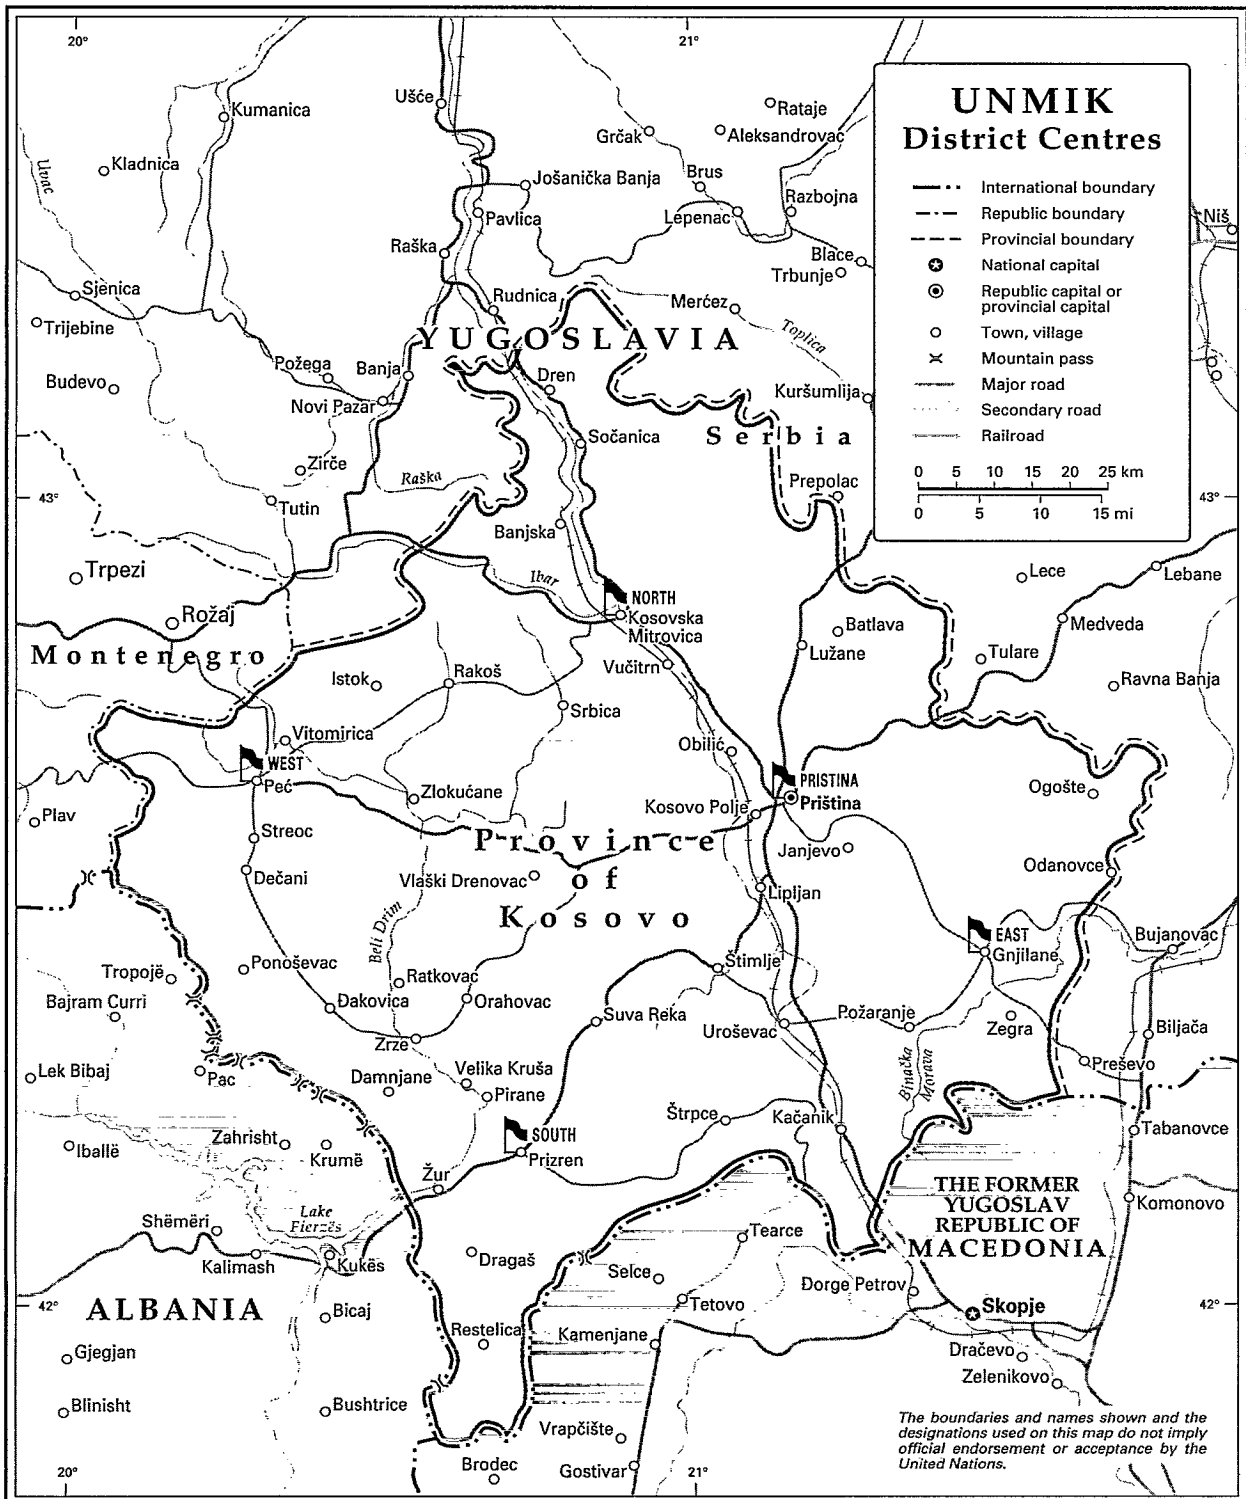 20°
21°
UNMIK
District Centres
International boundary
Republic boundary
Provincial boundary
National capital
Republic capital or
provincial capital
Town, village
Mountain pass
Major road
Secondary road
Railroad
0 5 10 15 20 25 km
0 5 10 15 mi
Ušće
Kumanica
Rataje
Grčak
Aleksandrovac
Uvac
Kladnica
Jošanička Banja
Brus
Razbojna
Pavlica
Lepenac
Niš
Raška
Blace
Trbunje
Sjenica
Rudnica
Merćez
Trijebine
YUGOSLAVIA
Toplica
Požega
Banja
Dren
Budevo
Kuršumlija
Novi Pazar
Sočanica
Serbia
Zirče
Raška
Prepolac
43°
43°
Tutin
Banjska
Trpezi
Ibar
Lece
Lebane
NORTH
Kosovska
Mitrovica
Rožaj
Batlava
Medveda
Montenegro
Lužane
Tulare
Vučitrn
Istok
Rakoš
Ravna Banja
Srbica
Vitomirica
Obilić
WEST
Peć
PRISTINA
Priština
Zlokućane
Ogošte
Kosovo Polje
Plav
Streoc
Province
of
Kosovo
Janjevo
Dečani
Vlaški Drenovac
Odanovce
Lipljan
Beli Drim
EAST
Gnjilane
Bujanovac
Štimlje
Ponoševac
Tropojë
Ratkovac
Bajram Curri
Đakovica
Orahovac
Suva Reka
Požaranje
Uroševac
Zegra
Biljača
Zrze
Binačka
Morava
Preševo
Lek Bibaj
Pac
Velika Kruša
Damnjane
Pirane
Štrpce
Kačanik
SOUTH
Prizren
Zahrisht
Tabanovce
Iballë
Krumë
Žur
THE FORMER
YUGOSLAV
REPUBLIC OF
MACEDONIA
Komonovo
Lake
Fierzës
Shëmëri
Tearce
Kalimash
Kukës
Dragaš
Selce
Đorge Petrov
42°
42°
ALBANIA
Bicaj
Tetovo
Skopje
Restelica
Kamenjane
Dračevo
Gjegjan
Zelenikovo
Blinisht
Bushtrice
Vrapčište
Brodec
Gostivar
The boundaries and names shown and the
designations used on this map do not imply
official endorsement or acceptance by the
United Nations.
20°
21°